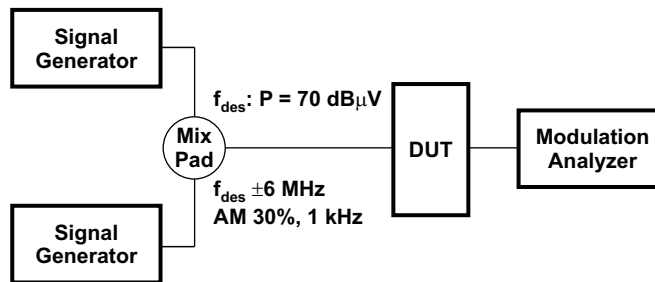 Signal
Generator
f_des: P = 70 dBμV
Mix
Pad
DUT
Modulation
Analyzer
f_des ±6 MHz
AM 30%, 1 kHz
Signal
Generator